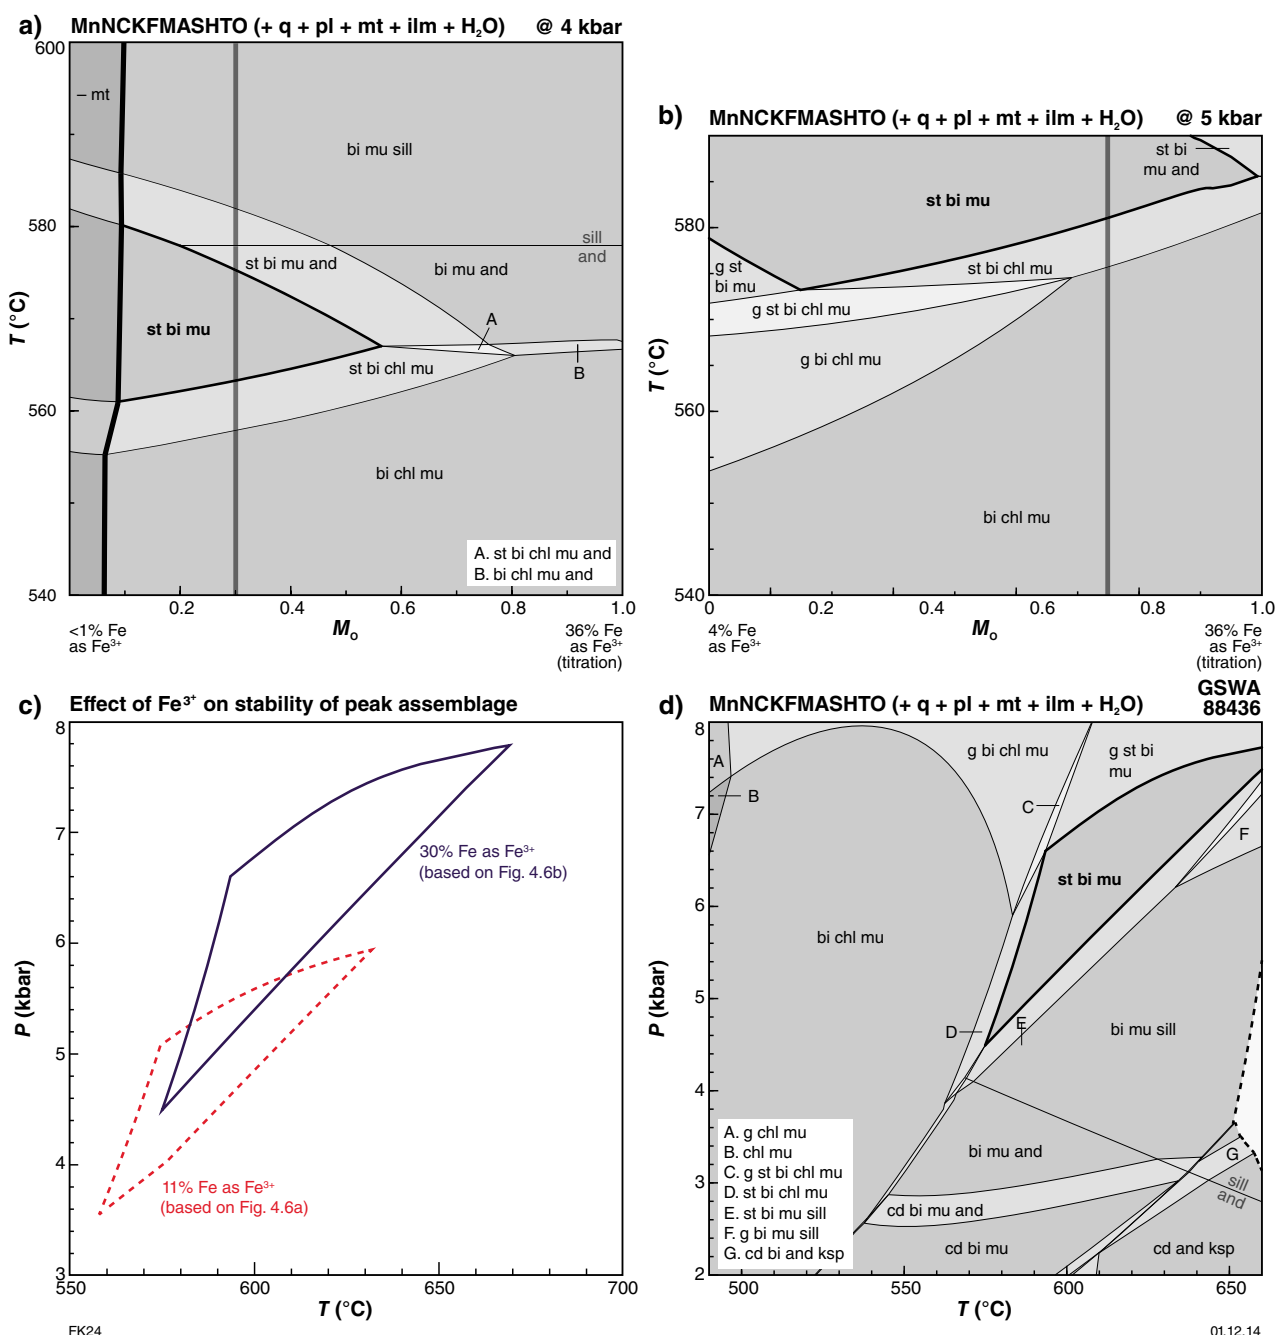 a) MnNCKFMASHTO (+ q + pl + mt + ilm + H₂O) @ 4 kbar
600
580
560
540
T (°C)
– mt
bi mu sill
sill
and
st bi mu and
bi mu and
st bi mu
A
B
st bi chl mu
bi chl mu
A. st bi chl mu and
B. bi chl mu and
0.2
0.4
0.6
0.8
1.0
<1% Fe
as Fe³⁺
Mₒ
36% Fe
as Fe³⁺
(titration)
b) MnNCKFMASHTO (+ q + pl + mt + ilm + H₂O) @ 5 kbar
580
560
540
T (°C)
st bi
mu and
st bi mu
g st
bi mu
st bi chl mu
g st bi chl mu
g bi chl mu
bi chl mu
0
0.2
0.4
0.6
0.8
1.0
4% Fe
as Fe³⁺
Mₒ
36% Fe
as Fe³⁺
(titration)
c) Effect of Fe³⁺ on stability of peak assemblage
8
7
6
5
4
3
P (kbar)
30% Fe as Fe³⁺
(based on Fig. 4.6b)
11% Fe as Fe³⁺
(based on Fig. 4.6a)
550
600
650
700
T (°C)
FK24
GSWA
88436
d) MnNCKFMASHTO (+ q + pl + mt + ilm + H₂O)
8
7
6
5
4
3
2
P (kbar)
A
B
g bi chl mu
g st bi
mu
C
F
st bi mu
bi chl mu
D
E
bi mu sill
bi mu and
G
sill
and
cd bi mu and
cd bi mu
cd and ksp
A. g chl mu
B. chl mu
C. g st bi chl mu
D. st bi chl mu
E. st bi mu sill
F. g bi mu sill
G. cd bi and ksp
500
550
600
650
T (°C)
01.12.14